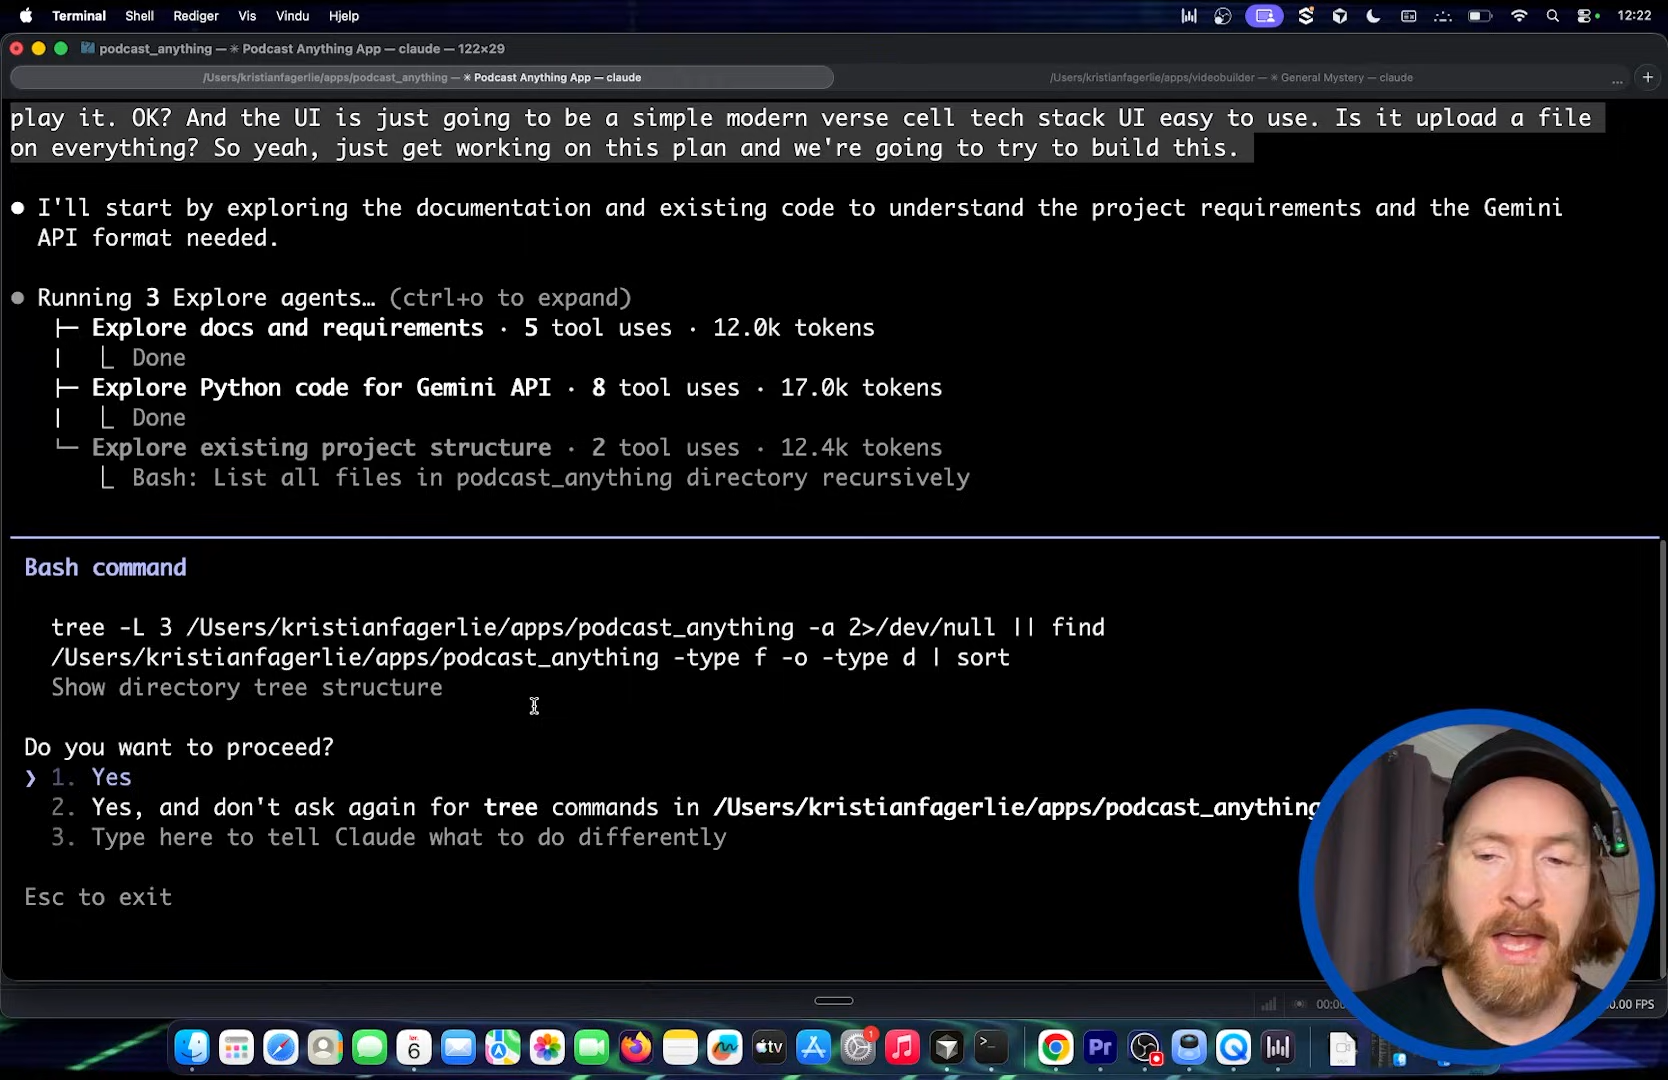 Terminal Shell Rediger Vis Vindu Hjelp 12:22
podcast_anything — ✳ Podcast Anything App — claude — 122×29
/Users/kristianfagerlie/apps/podcast_anything — ✳ Podcast Anything App — claude
/Users/kristianfagerlie/apps/videobuilder — ✳ General Mystery — claude ... +
play it. OK? And the UI is just going to be a simple modern verse cell tech stack UI easy to use. Is it upload a file
on everything? So yeah, just get working on this plan and we're going to try to build this.
● I'll start by exploring the documentation and existing code to understand the project requirements and the Gemini
API format needed.
● Running 3 Explore agents… (ctrl+o to expand)
├─ Explore docs and requirements · 5 tool uses · 12.0k tokens
│ ⎿ Done
├─ Explore Python code for Gemini API · 8 tool uses · 17.0k tokens
│ ⎿ Done
└─ Explore existing project structure · 2 tool uses · 12.4k tokens
⎿ Bash: List all files in podcast_anything directory recursively
Bash command
tree -L 3 /Users/kristianfagerlie/apps/podcast_anything -a 2>/dev/null || find
/Users/kristianfagerlie/apps/podcast_anything -type f -o -type d | sort
Show directory tree structure
Do you want to proceed?
❯ 1. Yes
2. Yes, and don't ask again for tree commands in /Users/kristianfagerlie/apps/podcast_anything
3. Type here to tell Claude what to do differently
Esc to exit
FPS
tor. 6
tv
1
>_
Pr